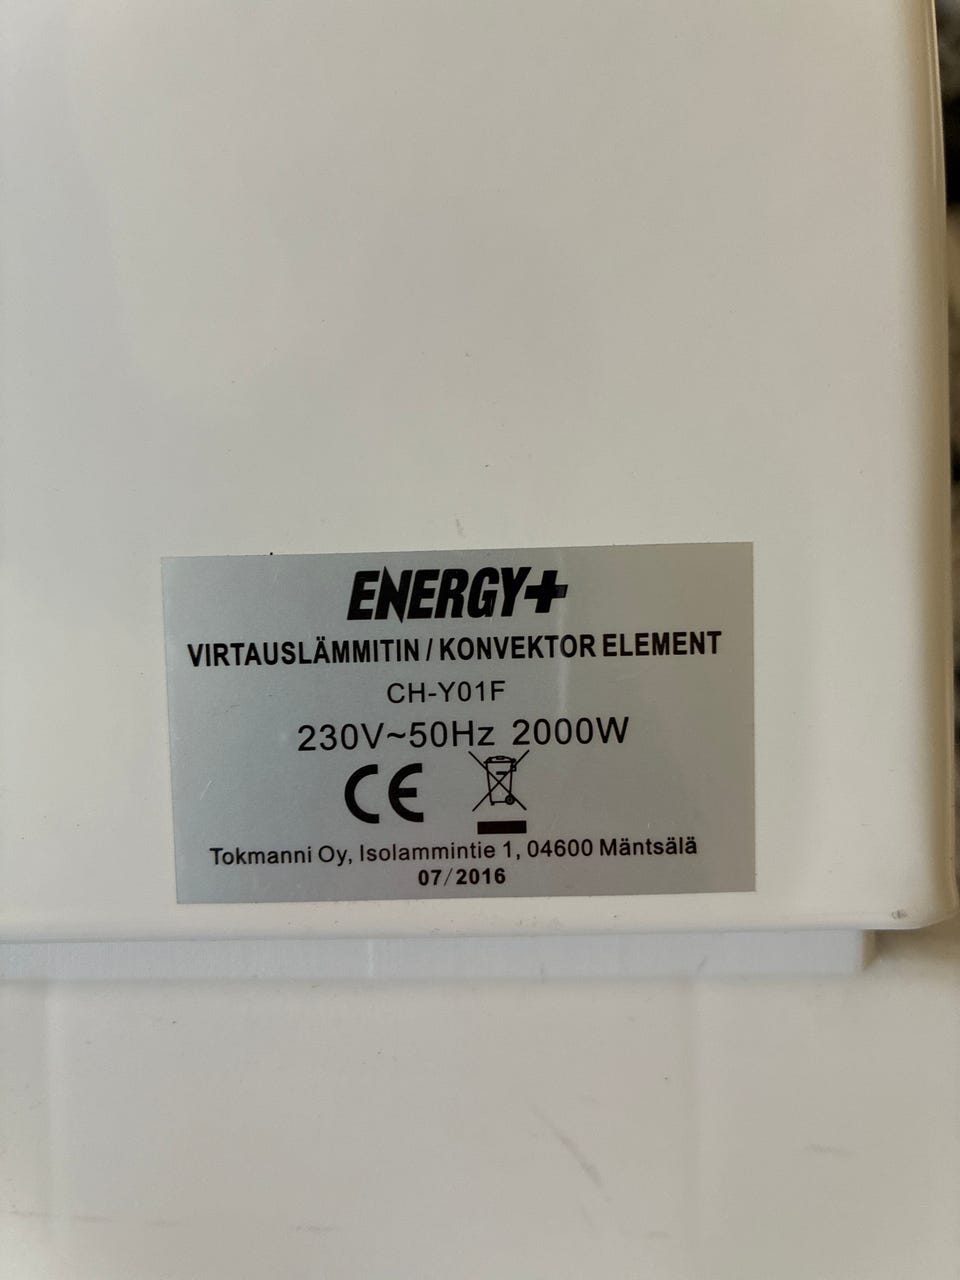 ENERGY+
VIRTAUSLÄMMITIN / KONVEKTOR ELEMENT
CH-Y01F
230V~50Hz 2000W
CE
Tokmanni Oy, Isolammintie 1, 04600 Mäntsälä
07/2016